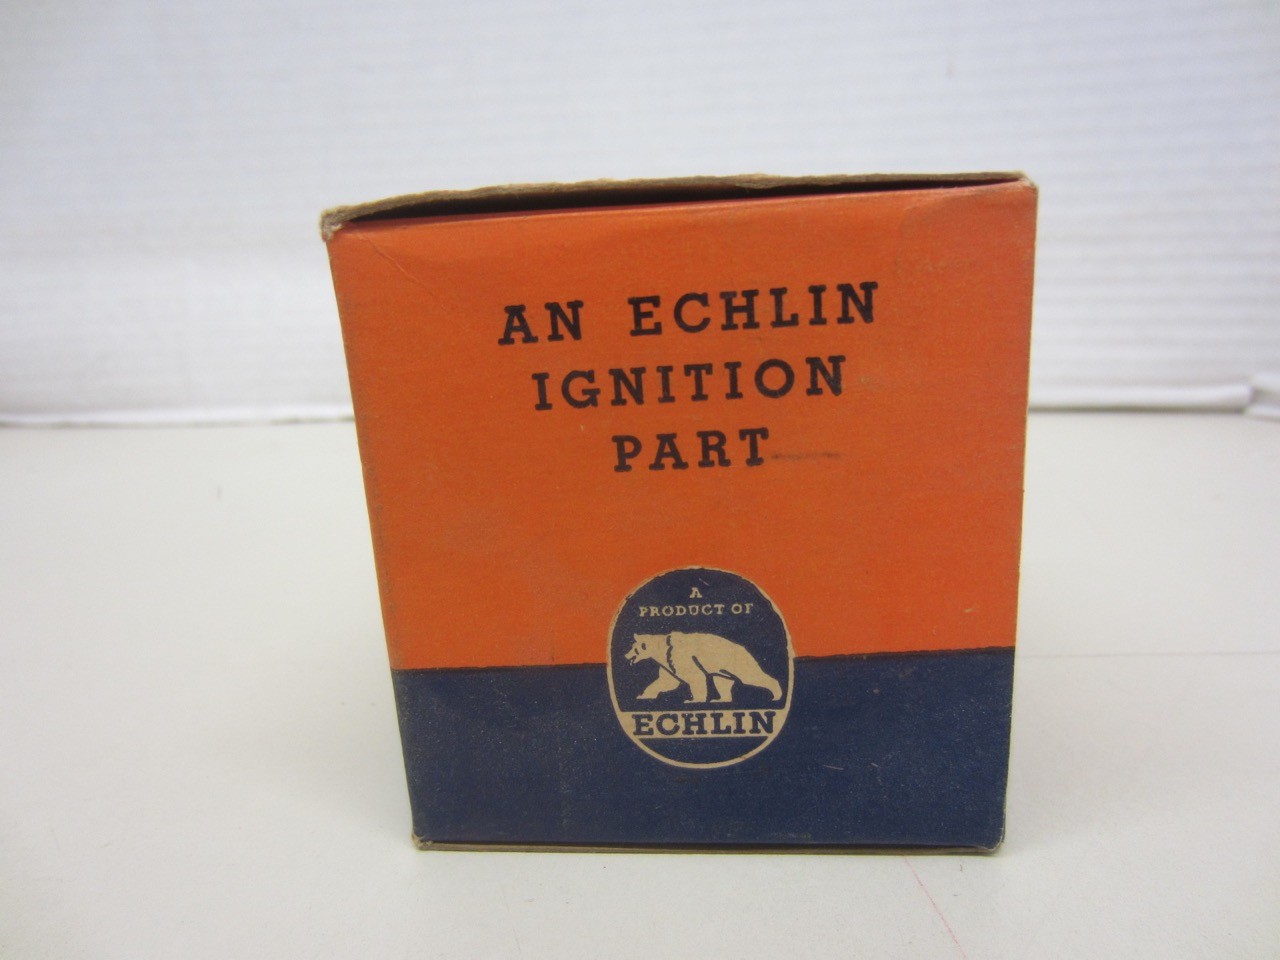 AN ECHLIN
IGNITION
PART
A
PRODUCT OF
ECHLIN